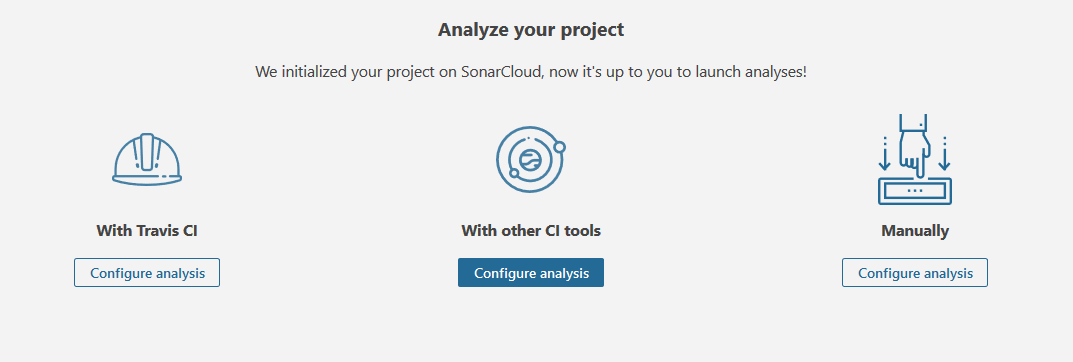 Analyze your project
We initialized your project on SonarCloud, now it's up to you to launch analyses!
With Travis CI
Configure analysis
With other CI tools
Configure analysis
Manually
Configure analysis